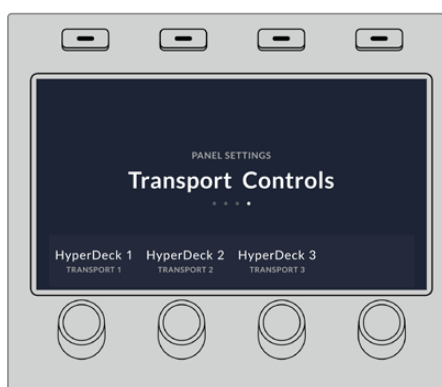 PANEL SETTINGS
Transport Controls
HyperDeck 1 HyperDeck 2 HyperDeck 3
TRANSPORT 1 TRANSPORT 2 TRANSPORT 3